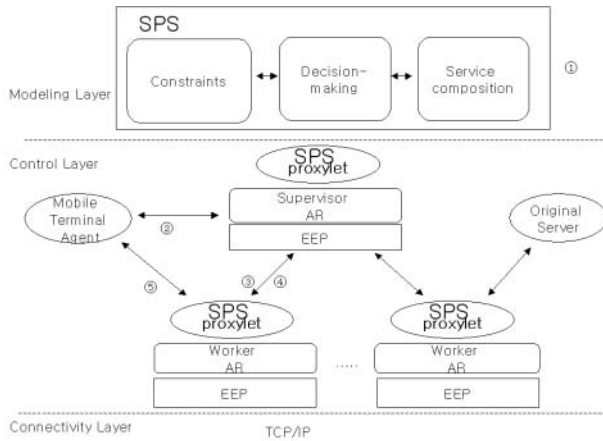 SPS
Constraints
Decision-
making
Service
composition
①
Modeling Layer
Control Layer
SPS
proxylet
Mobile
Terminal
Agent
②
Supervisor
AR
EEP
Original
Server
⑤
③ ④
SPS
proxylet
SPS
proxylet
Worker
AR
EEP
.....
Worker
AR
EEP
Connectivity Layer
TCP/IP